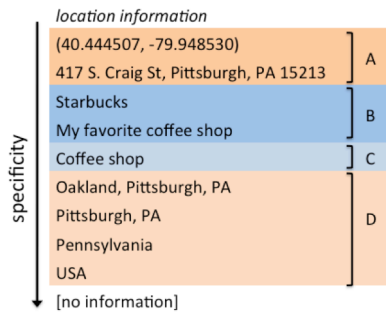 location information
(40.444507, -79.948530)
417 S. Craig St, Pittsburgh, PA 15213
A
Starbucks
My favorite coffee shop
B
Coffee shop
C
Oakland, Pittsburgh, PA
Pittsburgh, PA
Pennsylvania
USA
D
[no information]
specificity